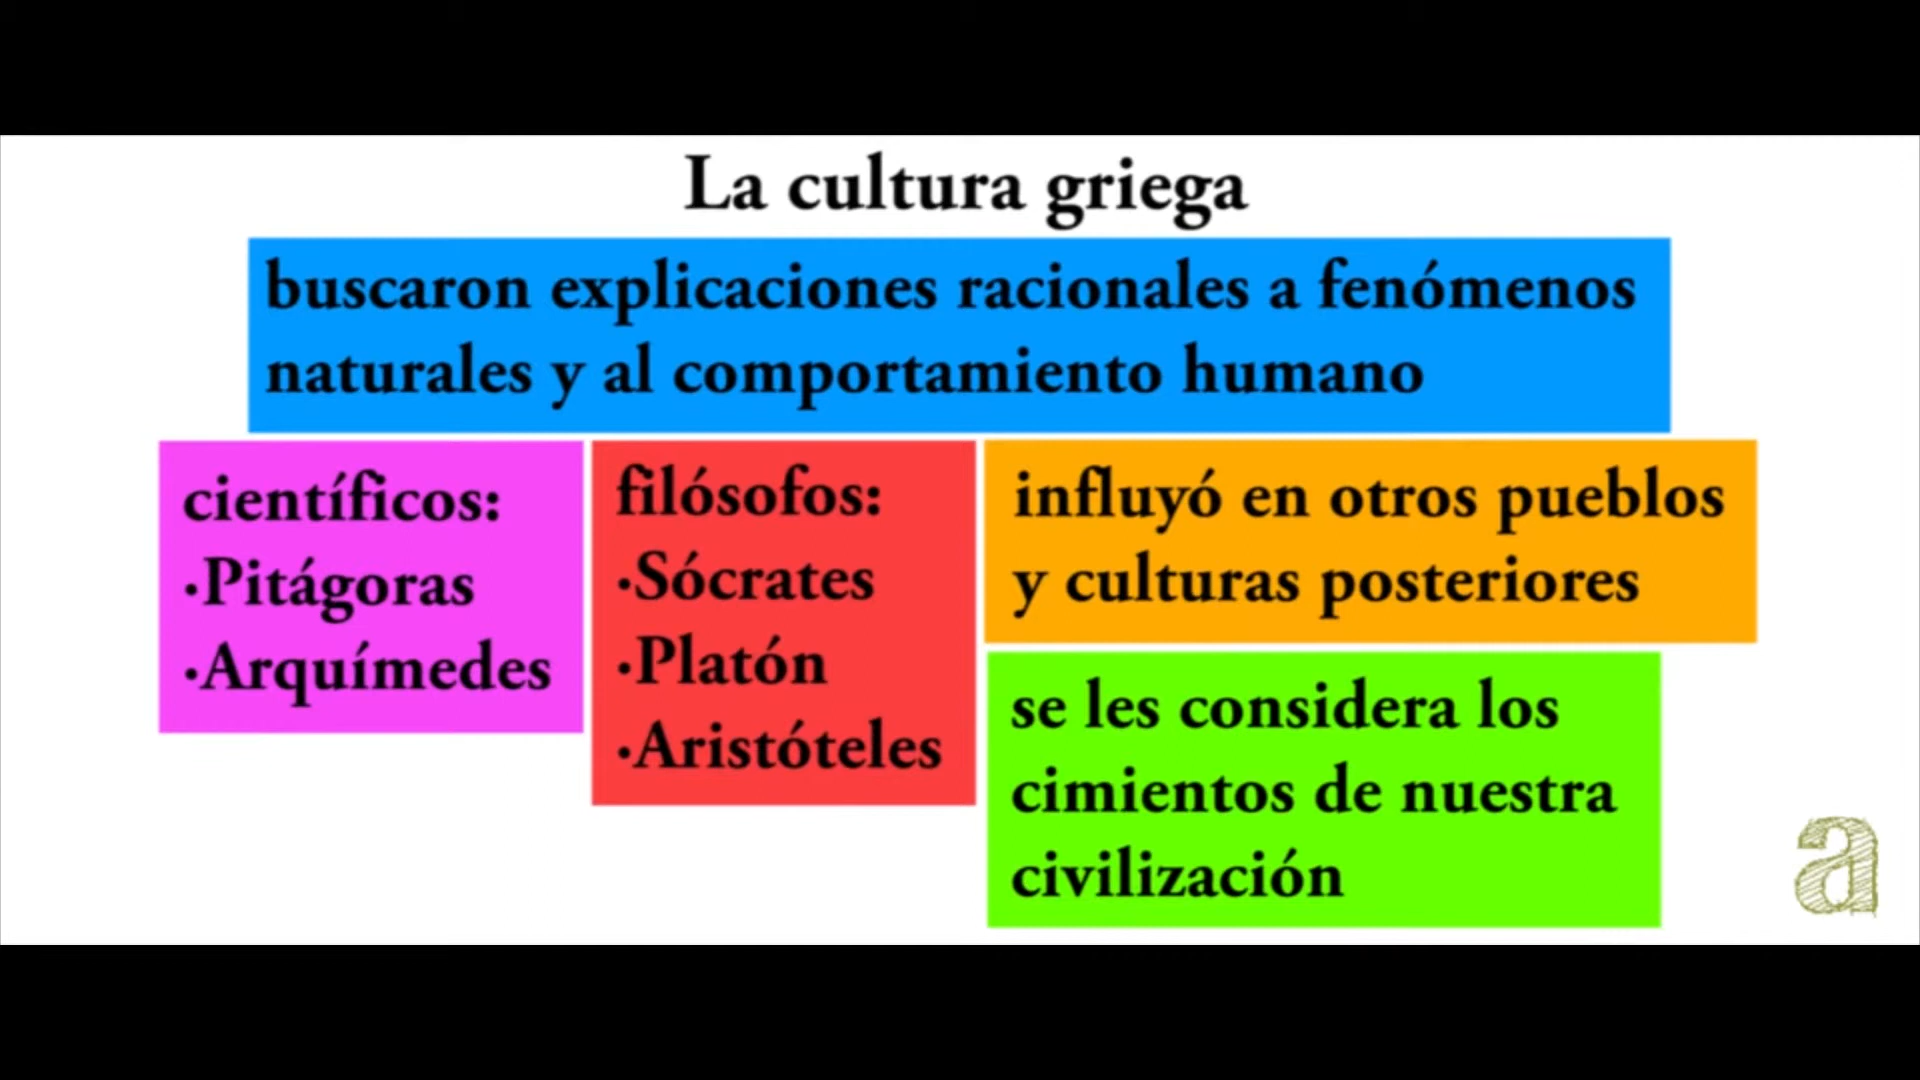 La cultura griega
buscaron explicaciones racionales a fenómenos
naturales y al comportamiento humano
científicos:
·Pitágoras
·Arquímedes
filósofos:
·Sócrates
·Platón
·Aristóteles
influyó en otros pueblos
y culturas posteriores
se les considera los
cimientos de nuestra
civilización
a